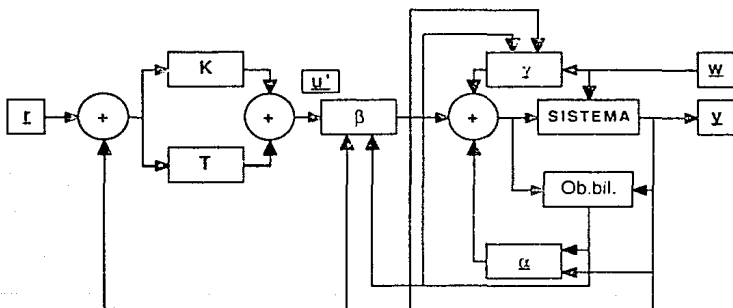 K
γ
w
u'
r
+
+
β
+
SISTEMA
y
T
Ob.bil.
α